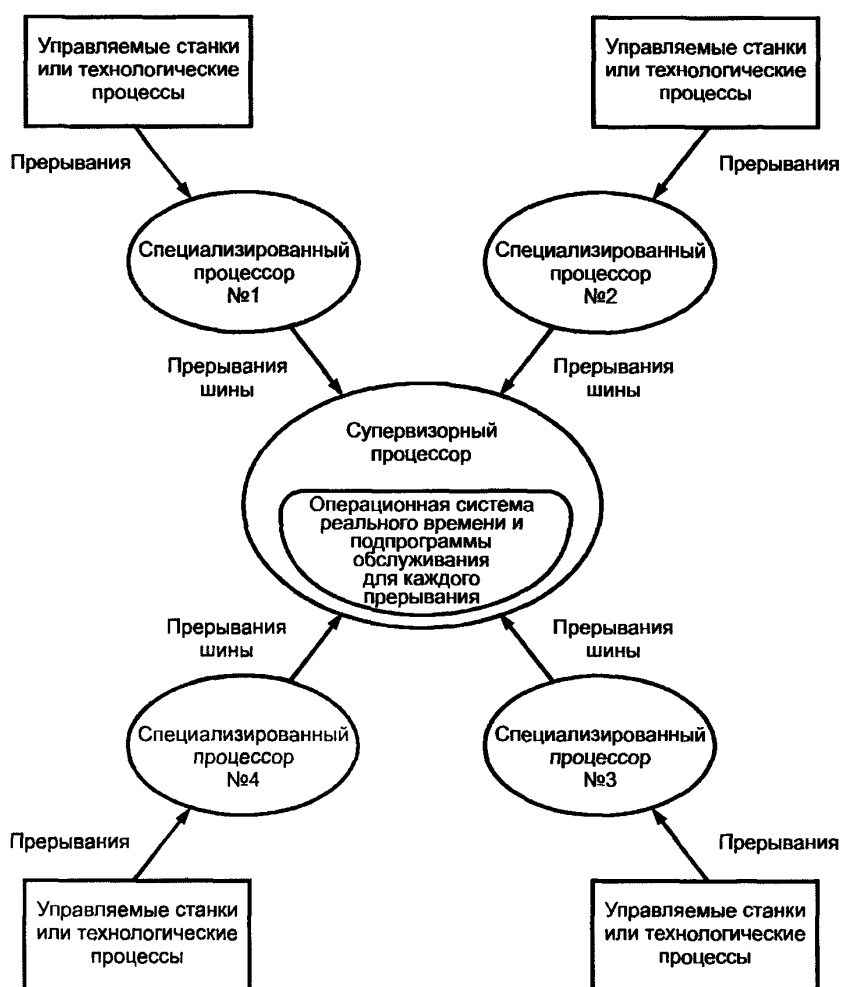 Управляемые станки
или технологические
процессы
Управляемые станки
или технологические
процессы
Прерывания
Прерывания
Специализированный
процессор
№1
Специализированный
процессор
№2
Прерывания
шины
Прерывания
шины
Супервизорный
процессор
Операционная система
реального времени и
подпрограммы
обслуживания
для каждого
прерывания
Прерывания
шины
Прерывания
шины
Специализированный
процессор
№4
Специализированный
процессор
№3
Прерывания
Прерывания
Управляемые станки
или технологические
процессы
Управляемые станки
или технологические
процессы